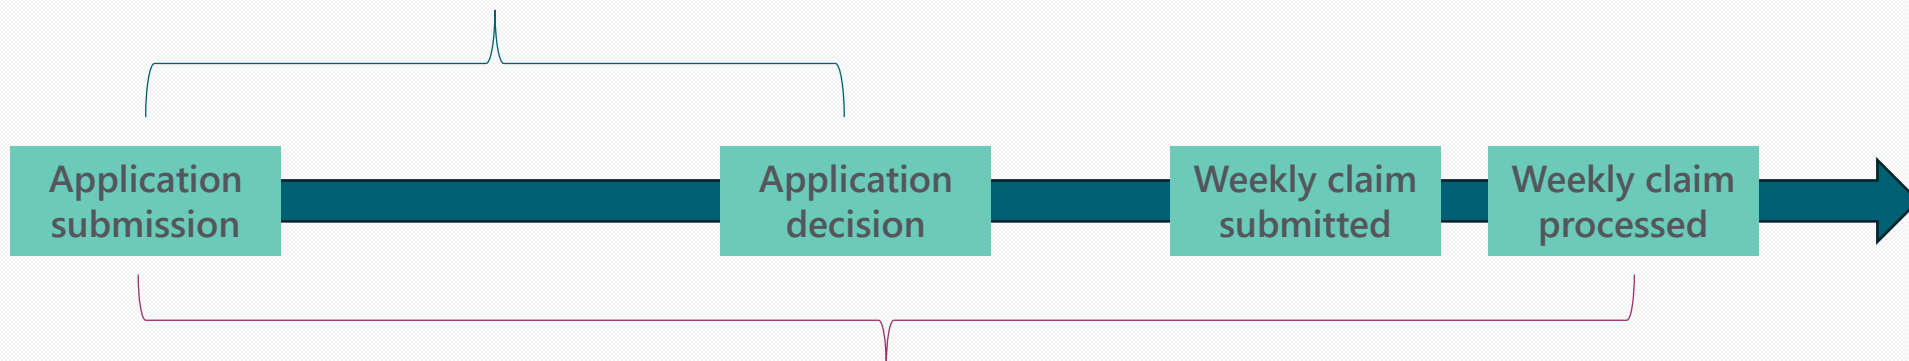 Application
submission
Application
decision
Weekly claim
submitted
Weekly claim
processed